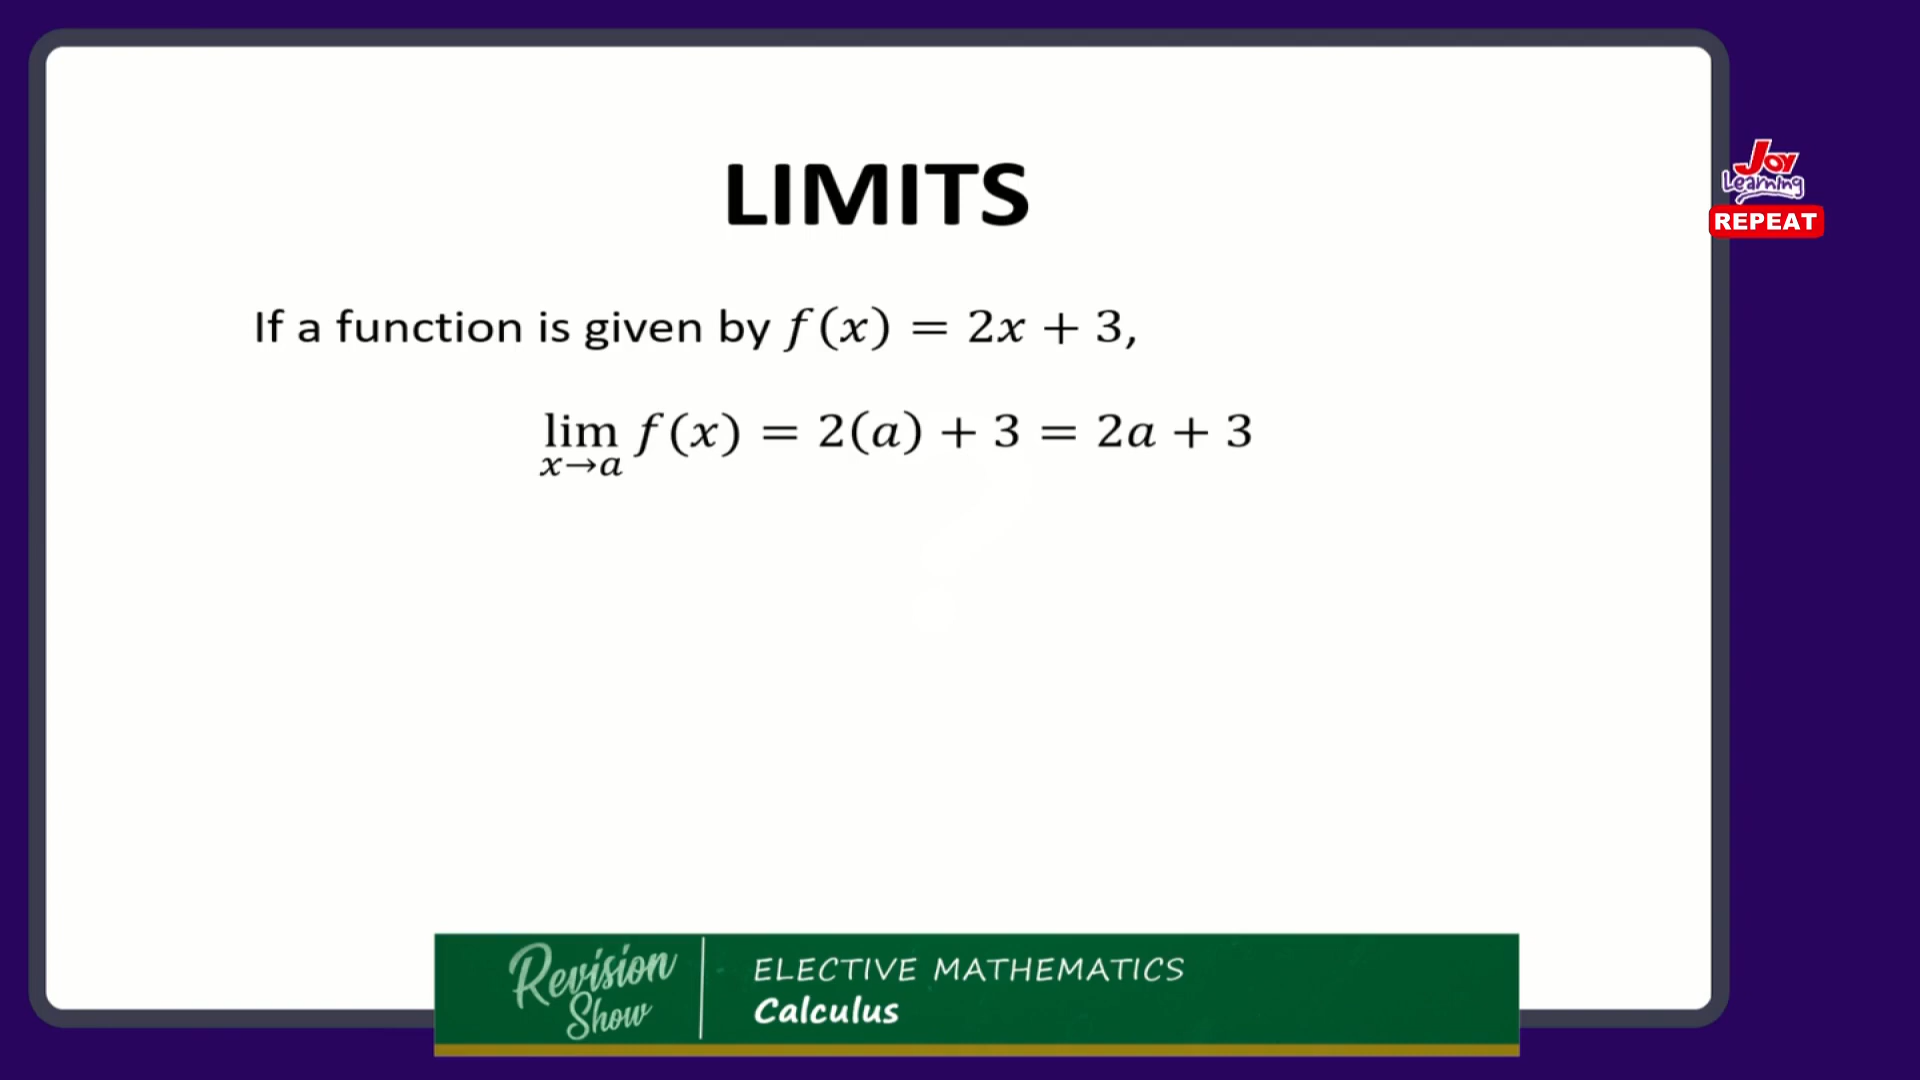 LIMITS
If a function is given by f(x) = 2x + 3,
lim f(x) = 2(a) + 3 = 2a + 3
x→a
Joy
Learning
REPEAT
Revision
Show
ELECTIVE MATHEMATICS
Calculus